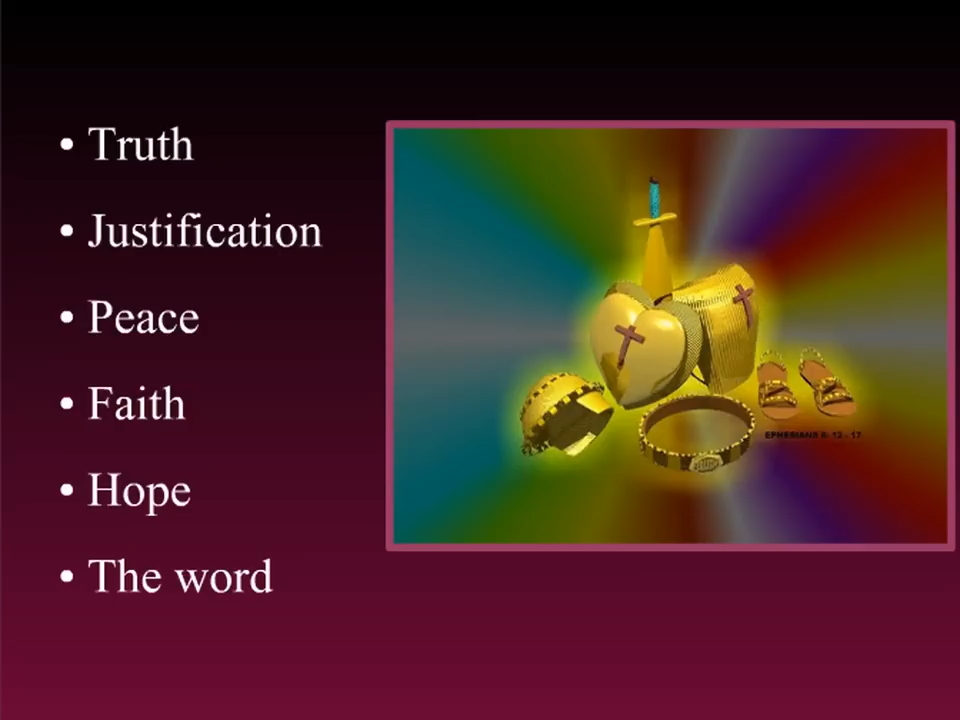 • Truth
• Justification
• Peace
• Faith
• Hope
• The word
EPHESIANS 6: 12 - 17